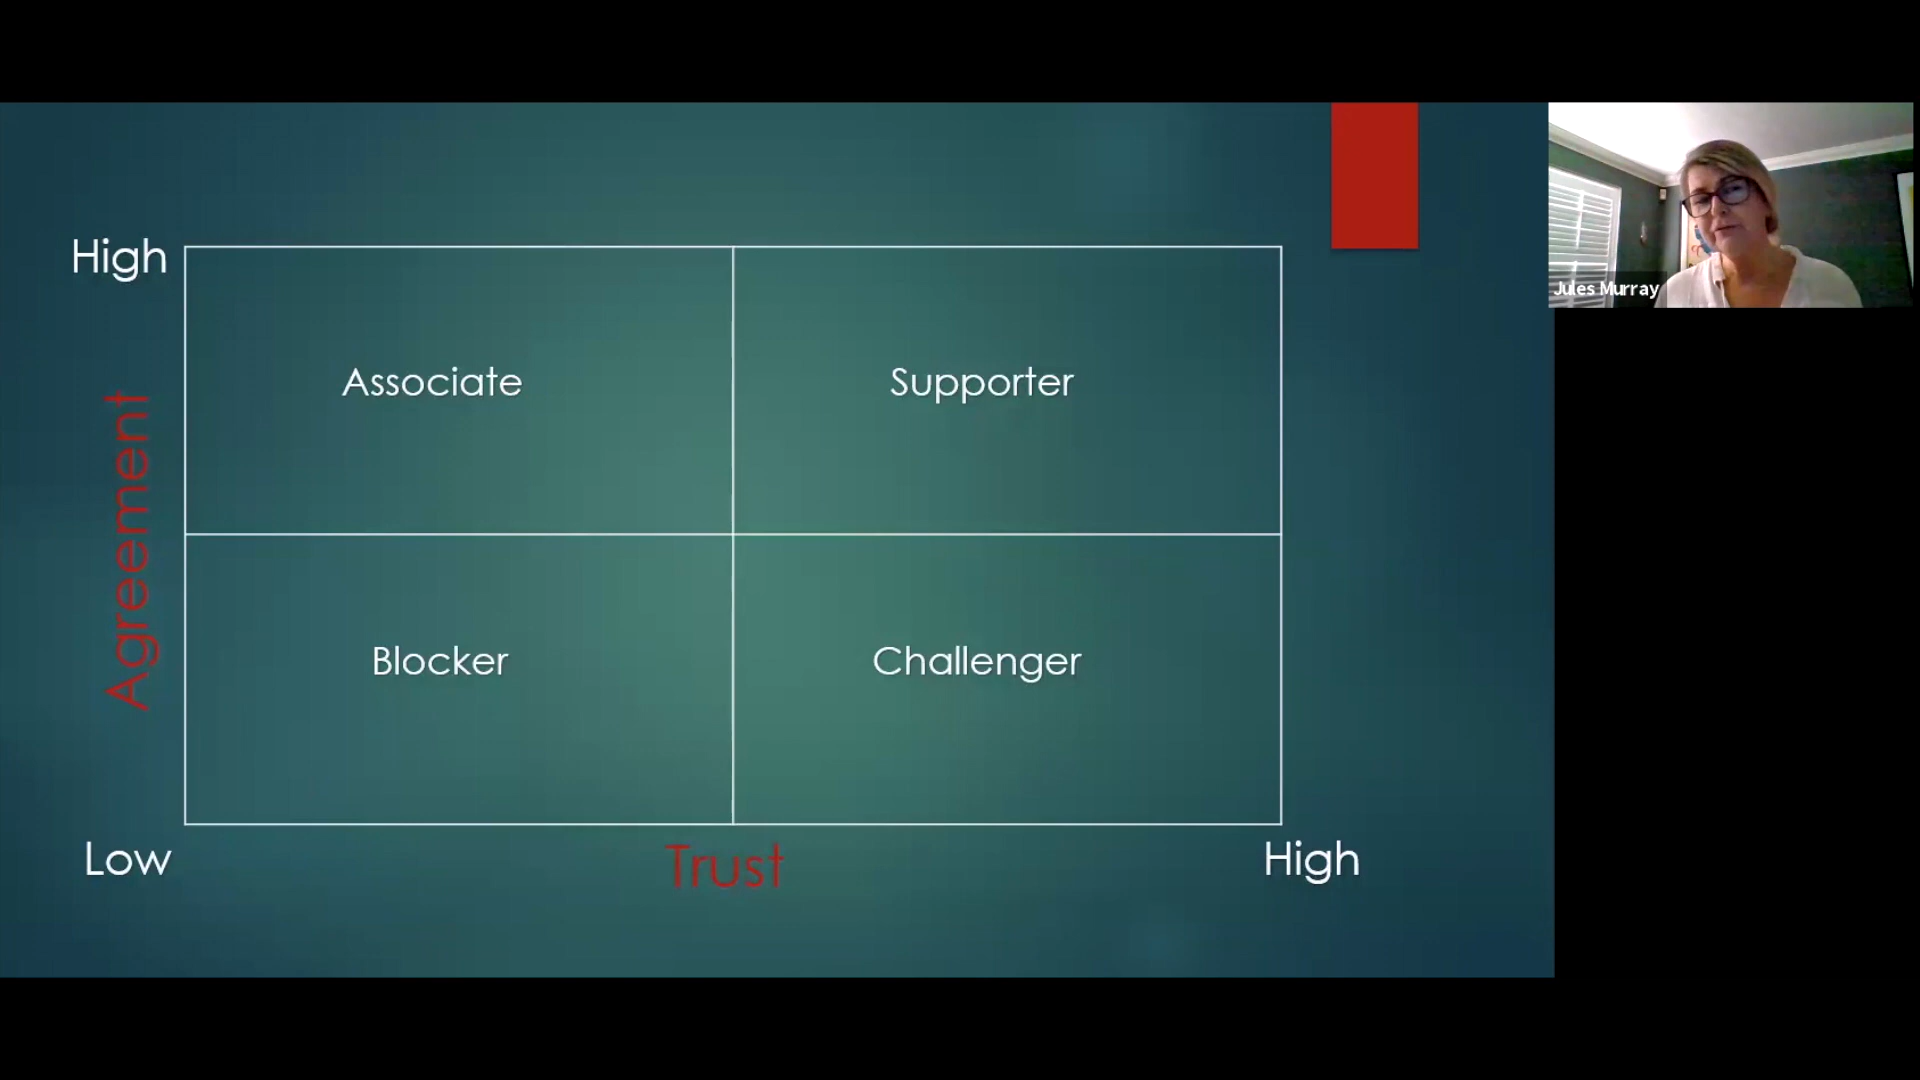 High
Jules Murray
Associate
Supporter
Agreement
Blocker
Challenger
Low
Trust
High